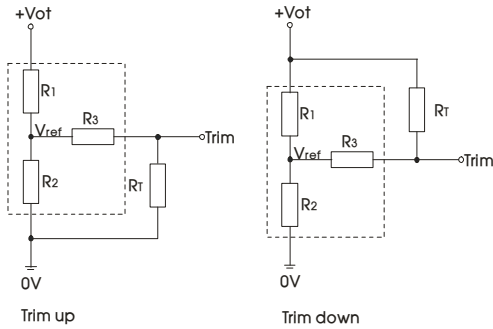 +Vot
R1
Vref
R3
Trim
R2
RT
0V
Trim up
+Vot
R1
RT
Vref
R3
Trim
R2
0V
Trim down